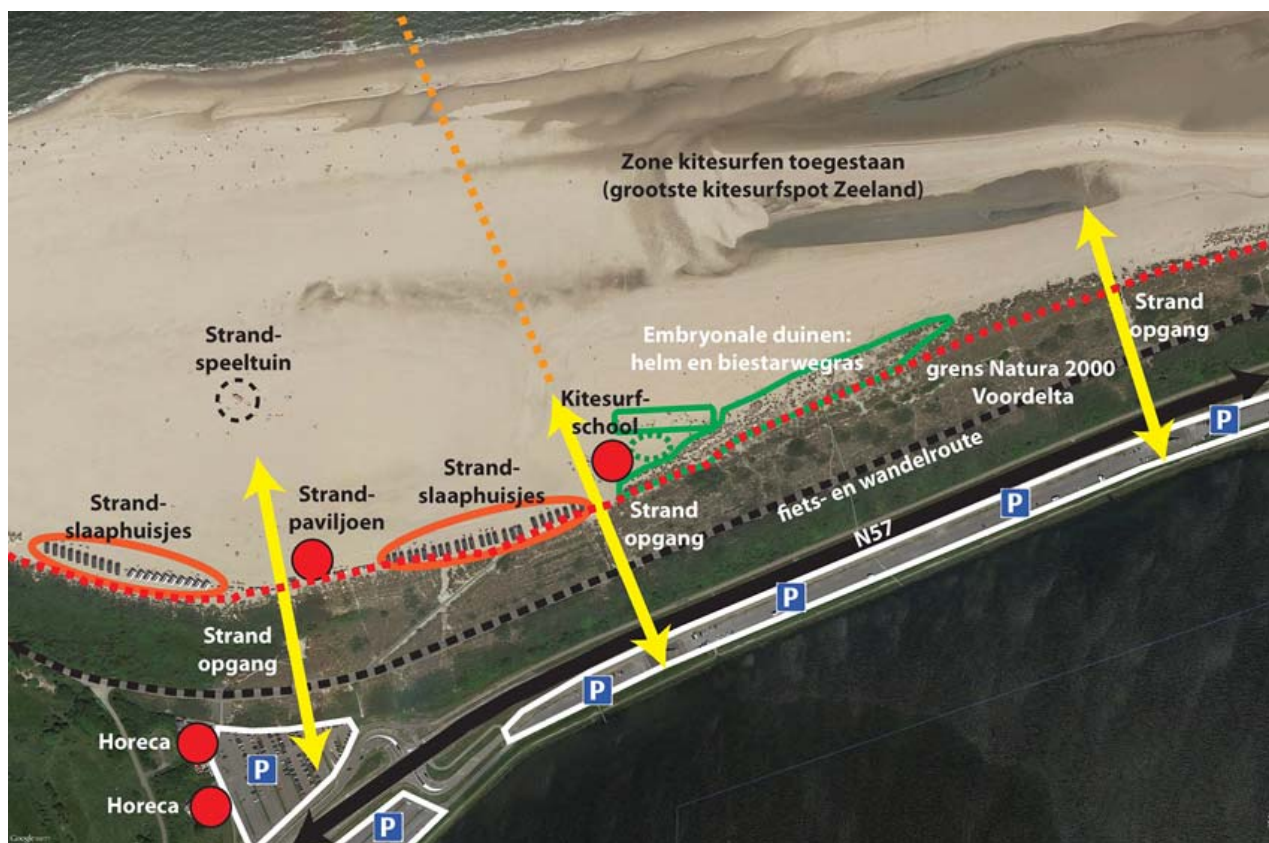 Zone kitesurfen toegestaan
(grootste kitesurfspot Zeeland)
Strand
opgang
Embryonale duinen:
helm en biestarwegras
Strand-
speeltuin
grens Natura 2000
Voordelta
Kitesurf-
school
P
Strand-
slaaphuisjes
Strand-
paviljoen
Strand-
slaaphuisjes
Strand
opgang
fiets- en wandelroute
P
N57
P
P
Strand
opgang
P
Horeca
P
Horeca
P
Google